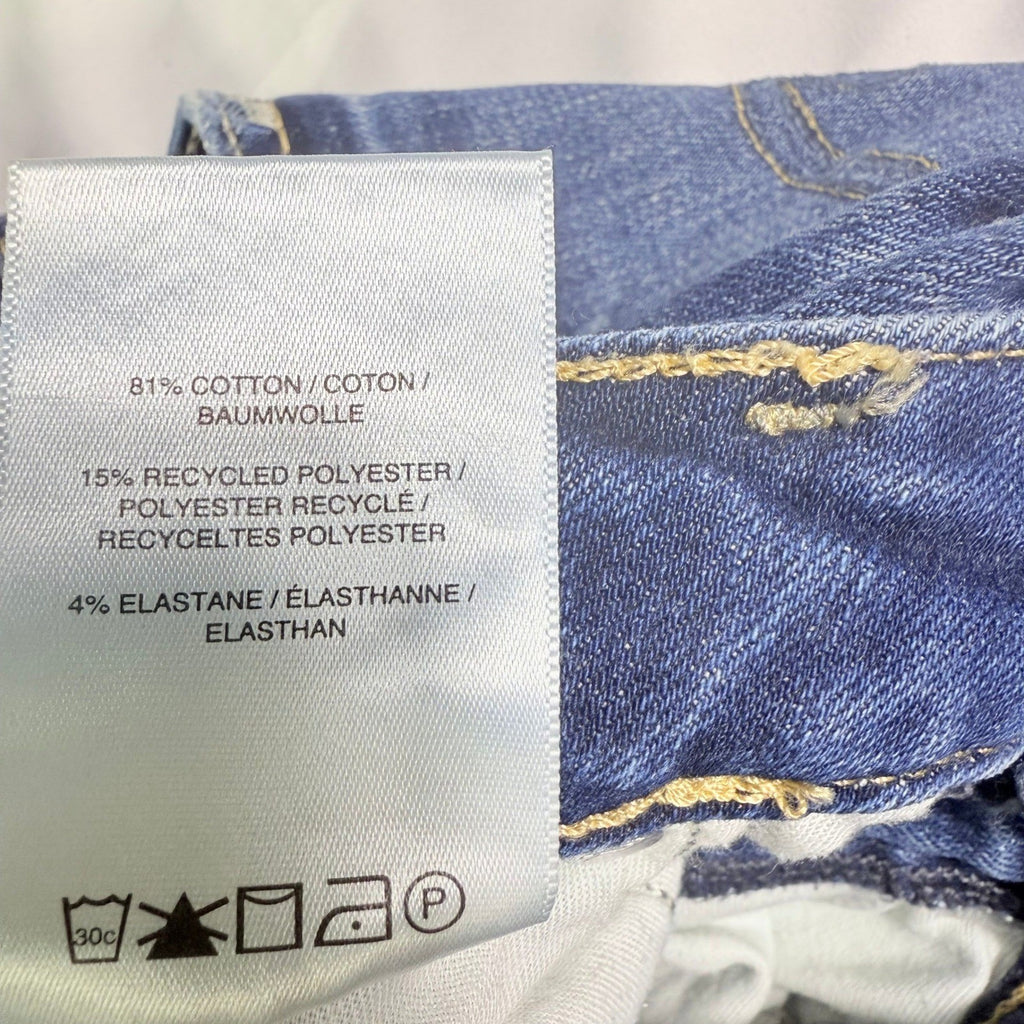 81% COTTON / COTON /
BAUMWOLLE
15% RECYCLED POLYESTER /
POLYESTER RECYCLÉ /
RECYCELTES POLYESTER
4% ELASTANE / ÉLASTHANNE /
ELASTHAN
30c P